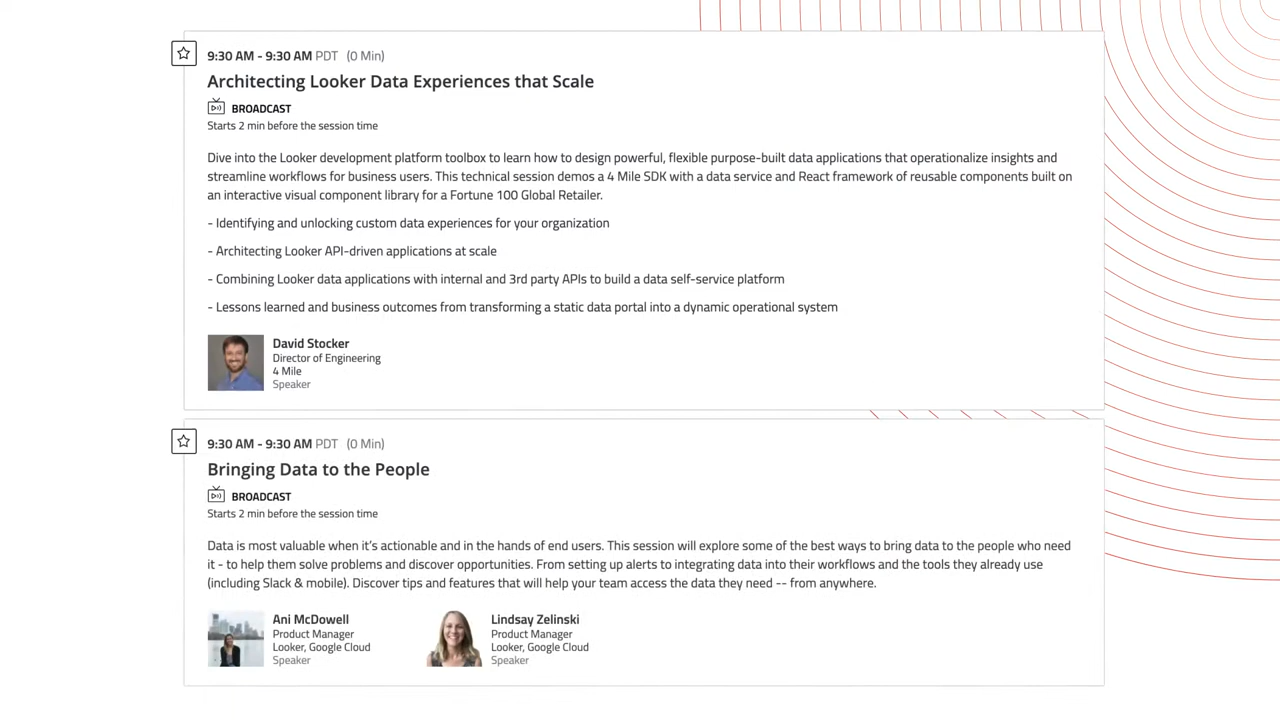 9:30 AM - 9:30 AM PDT (0 Min)
Architecting Looker Data Experiences that Scale
BROADCAST
Starts 2 min before the session time
Dive into the Looker development platform toolbox to learn how to design powerful, flexible purpose-built data applications that operationalize insights and
streamline workflows for business users. This technical session demos a 4 Mile SDK with a data service and React framework of reusable components built on
an interactive visual component library for a Fortune 100 Global Retailer.
- Identifying and unlocking custom data experiences for your organization
- Architecting Looker API-driven applications at scale
- Combining Looker data applications with internal and 3rd party APIs to build a data self-service platform
- Lessons learned and business outcomes from transforming a static data portal into a dynamic operational system
David Stocker
Director of Engineering
4 Mile
Speaker
9:30 AM - 9:30 AM PDT (0 Min)
Bringing Data to the People
BROADCAST
Starts 2 min before the session time
Data is most valuable when it's actionable and in the hands of end users. This session will explore some of the best ways to bring data to the people who need
it - to help them solve problems and discover opportunities. From setting up alerts to integrating data into their workflows and the tools they already use
(including Slack & mobile). Discover tips and features that will help your team access the data they need -- from anywhere.
Ani McDowell
Product Manager
Looker, Google Cloud
Speaker
Lindsay Zelinski
Product Manager
Looker, Google Cloud
Speaker